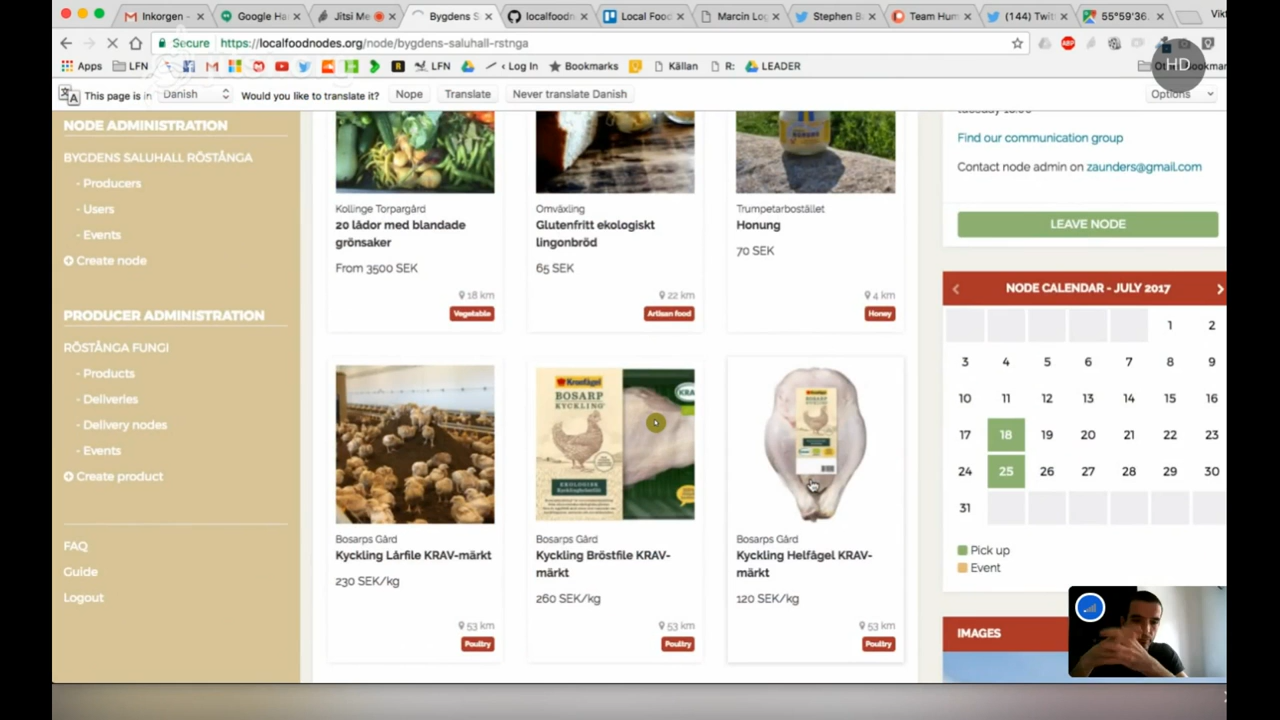 Inkorgen -
Google Ha
Jitsi Me
Bygdens S
localfoodn
Local Food
Marcin Lo
Stephen B
Team Hum
(144) Twit
55°59'36.
Vikt
Secure
https://localfoodnodes.org/node/bygdens-saluhall-rstnga
HD
Apps
LFN
LFN
Log In
Bookmarks
Källan
R:
LEADER
This page is in
Danish
Would you like to translate it?
Nope
Translate
Never translate Danish
Options
NODE ADMINISTRATION
BYGDENS SALUHALL RÖSTÅNGA
- Producers
- Users
- Events
Create node
PRODUCER ADMINISTRATION
RÖSTÅNGA FUNGI
- Products
- Deliveries
- Delivery nodes
- Events
Create product
FAQ
Guide
Logout
Kollinge Torpargård
20 lådor med blandade
grönsaker
From 3500 SEK
18 km
Vegetable
Omväxling
Glutenfritt ekologiskt
lingonbröd
65 SEK
22 km
Artisan food
Trumpetarbostället
Honung
70 SEK
4 km
Honey
Kronfågel
BOSARP
KYCKLING
EKOLOGISK
KRA
BOSARP
KYCKLING
Bosarps Gård
Kyckling Lårfile KRAV-märkt
230 SEK/kg
53 km
Poultry
Bosarps Gård
Kyckling Bröstfile KRAV-
märkt
260 SEK/kg
53 km
Poultry
Bosarps Gård
Kyckling Helfågel KRAV-
märkt
120 SEK/kg
53 km
Poultry
Find our communication group
Contact node admin on zaunders@gmail.com
LEAVE NODE
NODE CALENDAR - JULY 2017
1 2
3 4 5 6 7 8 9
10 11 12 13 14 15 16
17 18 19 20 21 22 23
24 25 26 27 28 29 30
31
Pick up
Event
IMAGES